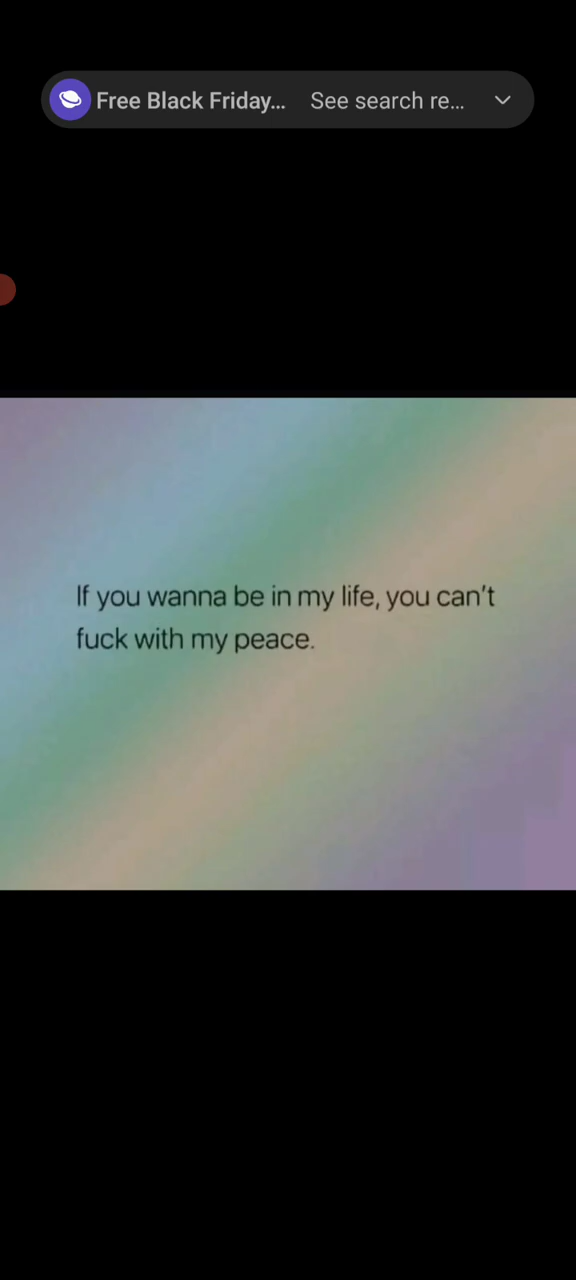 Free Black Friday... See search re...
If you wanna be in my life, you can't
fuck with my peace.